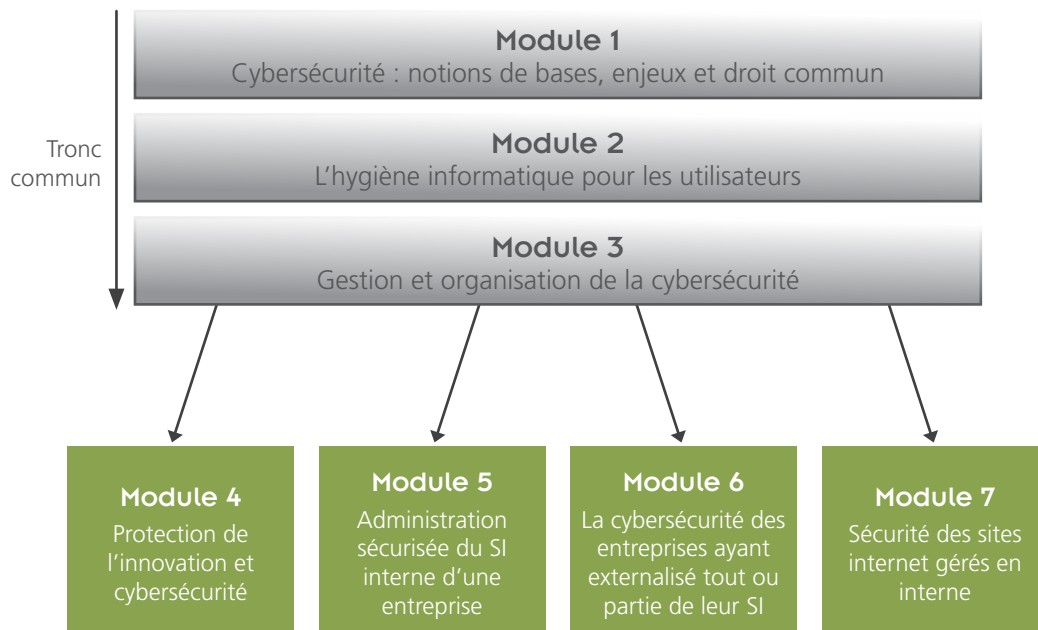 Module 1
Cybersécurité : notions de bases, enjeux et droit commun
Tronc
commun
Module 2
L'hygiène informatique pour les utilisateurs
Module 3
Gestion et organisation de la cybersécurité
Module 4
Protection de
l'innovation et
cybersécurité
Module 5
Administration
sécurisée du SI
interne d'une
entreprise
Module 6
La cybersécurité des
entreprises ayant
externalisé tout ou
partie de leur SI
Module 7
Sécurité des sites
internet gérés en
interne